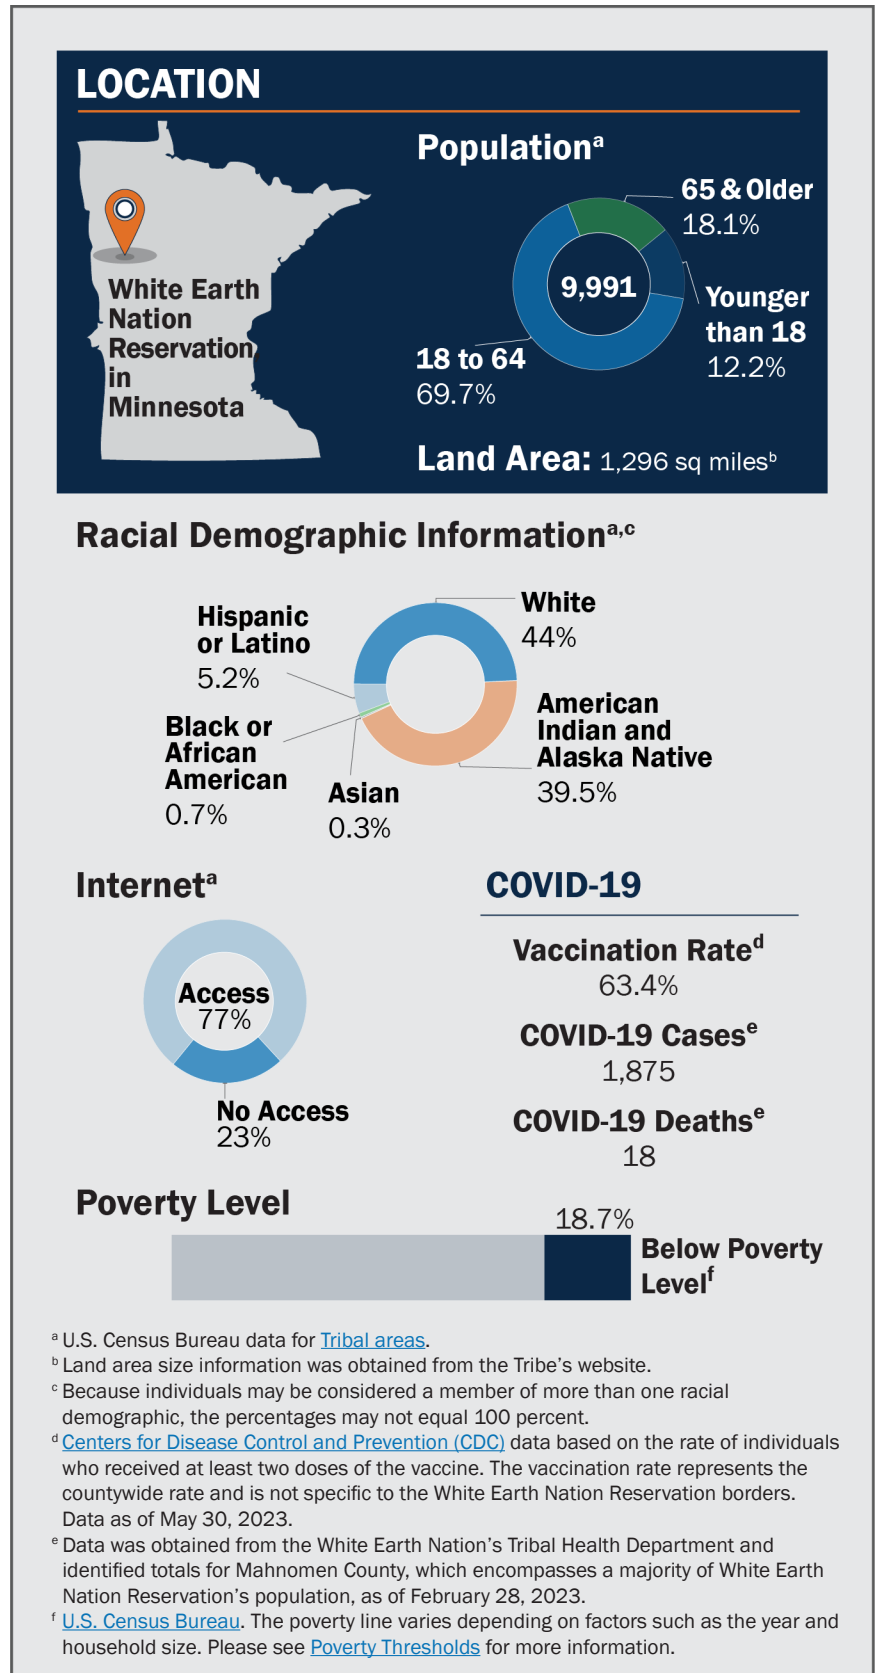 LOCATION
White Earth
Nation
Reservation,
in
Minnesota
Populationᵃ
65 & Older
18.1%
9,991
Younger
than 18
12.2%
18 to 64
69.7%
Land Area: 1,296 sq milesᵇ
Racial Demographic Informationᵃ,ᶜ
White
44%
Hispanic
or Latino
5.2%
American
Indian and
Alaska Native
39.5%
Black or
African
American
0.7%
Asian
0.3%
Internetᵃ
Access
77%
No Access
23%
COVID-19
Vaccination Rateᵈ
63.4%
COVID-19 Casesᵉ
1,875
COVID-19 Deathsᵉ
18
Poverty Level
18.7%
Below Poverty
Levelᶠ
ᵃ U.S. Census Bureau data for Tribal areas.
ᵇ Land area size information was obtained from the Tribe’s website.
ᶜ Because individuals may be considered a member of more than one racial
demographic, the percentages may not equal 100 percent.
ᵈ Centers for Disease Control and Prevention (CDC) data based on the rate of individuals
who received at least two doses of the vaccine. The vaccination rate represents the
countywide rate and is not specific to the White Earth Nation Reservation borders.
Data as of May 30, 2023.
ᵉ Data was obtained from the White Earth Nation’s Tribal Health Department and
identified totals for Mahnomen County, which encompasses a majority of White Earth
Nation Reservation’s population, as of February 28, 2023.
ᶠ U.S. Census Bureau. The poverty line varies depending on factors such as the year and
household size. Please see Poverty Thresholds for more information.